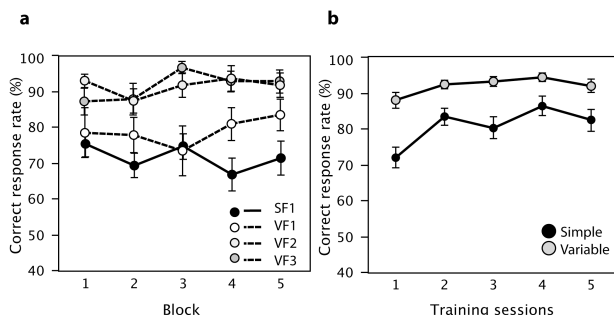 a
Correct response rate (%)
100
90
80
70
60
50
40
SF1
VF1
VF2
VF3
1 2 3 4 5
Block
b
Correct response rate (%)
100
90
80
70
60
50
40
Simple
Variable
1 2 3 4 5
Training sessions